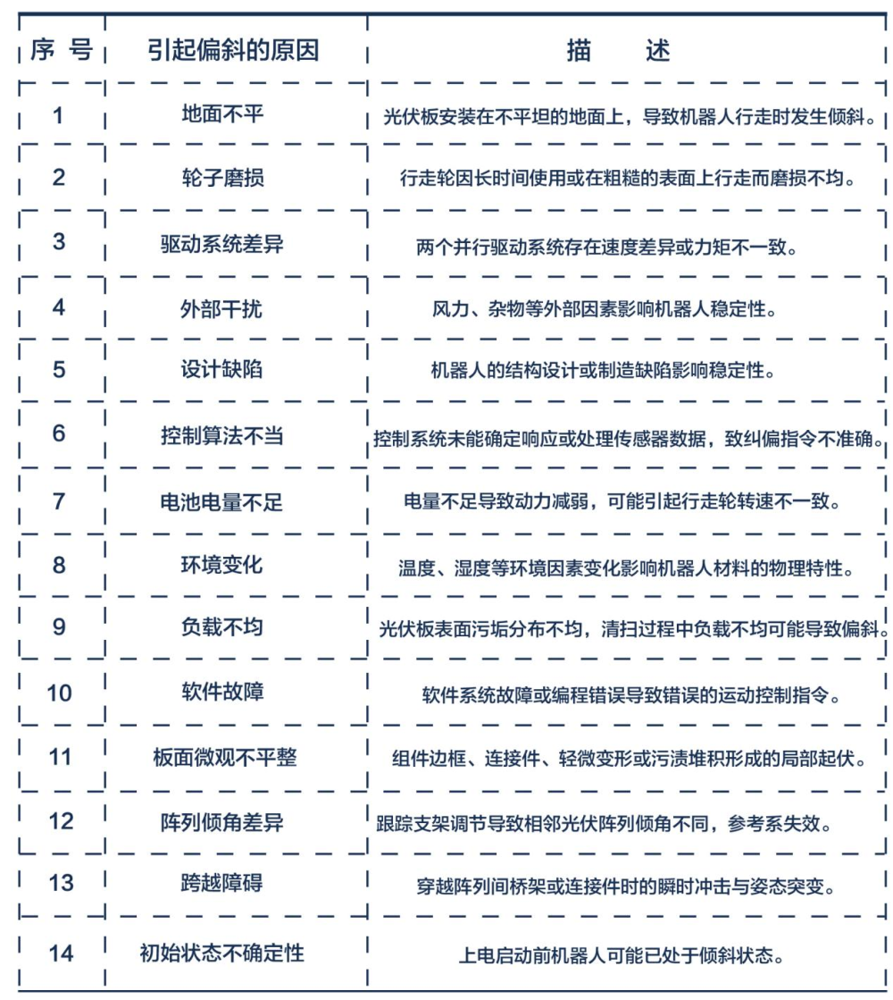 序 号 引起偏斜的原因 描 述
1 地面不平 光伏板安装在不平坦的地面上，导致机器人行走时发生倾斜。
2 轮子磨损 行走轮因长时间使用或在粗糙的表面上行走而磨损不均。
3 驱动系统差异 两个并行驱动系统存在速度差异或力矩不一致。
4 外部干扰 风力、杂物等外部因素影响机器人稳定性。
5 设计缺陷 机器人的结构设计或制造缺陷影响稳定性。
6 控制算法不当 控制系统未能确定响应或处理传感器数据，致纠偏指令不准确。
7 电池电量不足 电量不足导致动力减弱，可能引起行走轮转速不一致。
8 环境变化 温度、湿度等环境因素变化影响机器人材料的物理特性。
9 负载不均 光伏板表面污垢分布不均，清扫过程中负载不均可能导致偏斜。
10 软件故障 软件系统故障或编程错误导致错误的运动控制指令。
11 板面微观不平整 组件边框、连接件、轻微变形或污渍堆积形成的局部起伏。
12 阵列倾角差异 跟踪支架调节导致相邻光伏阵列倾角不同，参考系失效。
13 跨越障碍 穿越阵列间桥架或连接件时的瞬时冲击与姿态突变。
14 初始状态不确定性 上电启动前机器人可能已处于倾斜状态。